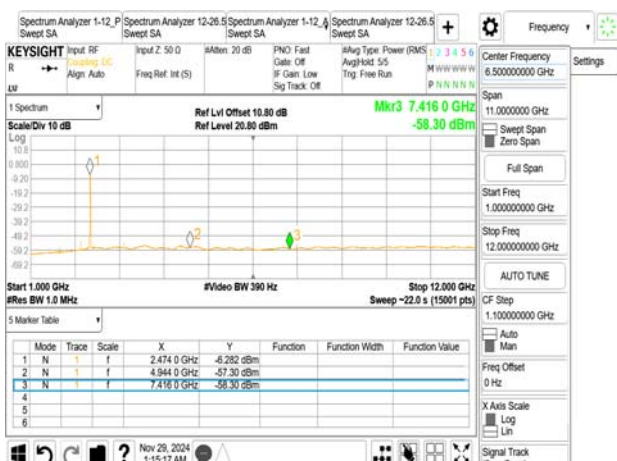 Spectrum Analyzer 1-12_P Spectrum Analyzer 12-26.5 Spectrum Analyzer 1-12_A Spectrum Analyzer 12-26.5
Swept SA Swept SA Swept SA Swept SA
Frequency
Settings
KEYSIGHT Input: RF Input Z: 50 Ω #Atten: 20 dB PNO: Fast #Avg Type: Power (RMS 1 2 3 4 5 6
R Coupling: DC Gate: Off Avg|Hold: 5/5 M W W W W W
Align: Auto Freq Ref: Int (S) IF Gain: Low Trig: Free Run
Sig Track: Off P N N N N N
1 Spectrum
Scale/Div 10 dB
Ref Lvl Offset 10.80 dB
Ref Level 20.80 dBm
Mkr3 7.416 0 GHz
-58.30 dBm
Log
10.8
0.800
-9.20
-19.2
-29.2
-39.2
-49.2
-59.2
-69.2
1
2
3
Start 1.000 GHz #Video BW 390 Hz Stop 12.000 GHz
#Res BW 1.0 MHz Sweep ~22.0 s (15001 pts)
5 Marker Table
Mode Trace Scale X Y Function Function Width Function Value
1 N 1 f 2.474 0 GHz -6.282 dBm
2 N 1 f 4.944 0 GHz -57.30 dBm
3 N 1 f 7.416 0 GHz -58.30 dBm
4
5
6
Nov 29, 2024
1:15:17 AM
Center Frequency
6.500000000 GHz
Span
11.0000000 GHz
Swept Span
Zero Span
Full Span
Start Freq
1.000000000 GHz
Stop Freq
12.000000000 GHz
AUTO TUNE
CF Step
1.100000000 GHz
Auto
Man
Freq Offset
0 Hz
X Axis Scale
Log
Lin
Signal Track